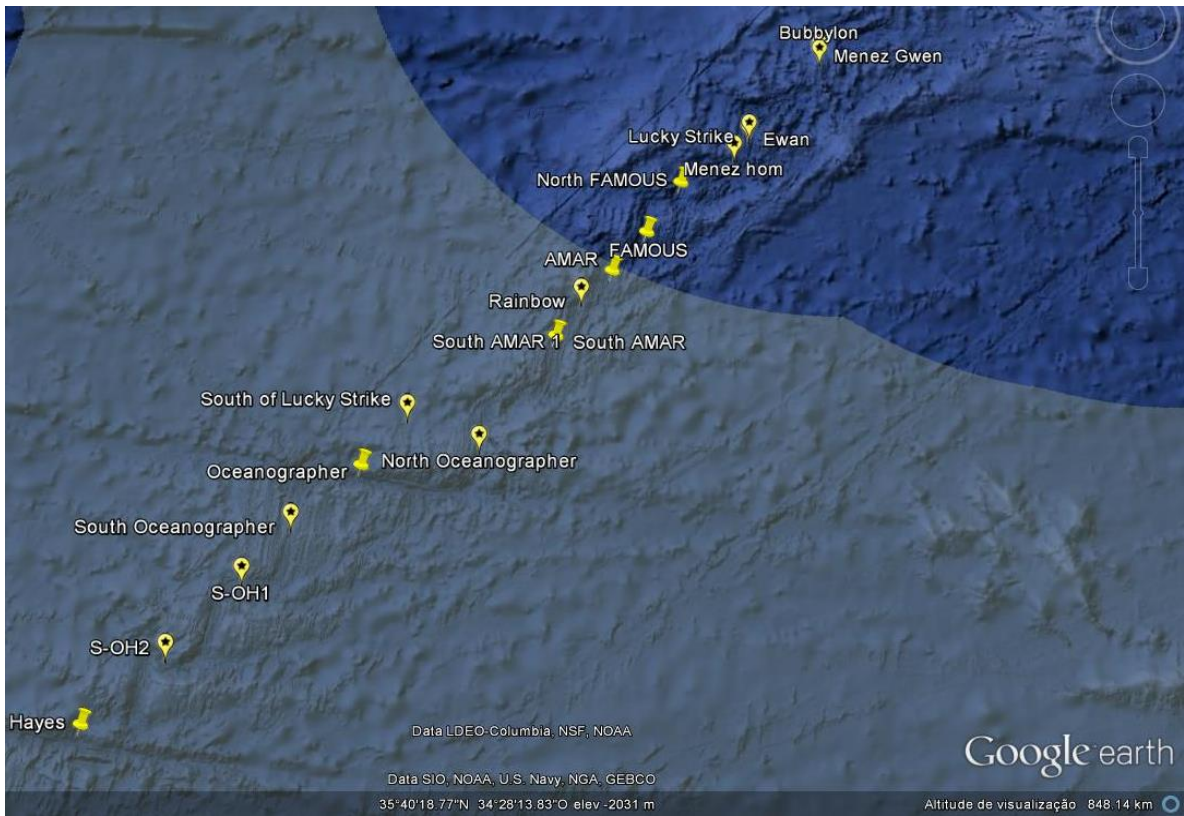 Bubbylon
Menez Gwen
Lucky Strike
Ewan
Menez hom
North FAMOUS
FAMOUS
AMAR
Rainbow
South AMAR 1
South AMAR
South of Lucky Strike
North Oceanographer
Oceanographer
South Oceanographer
S-OH1
S-OH2
Hayes
Data LDEO-Columbia, NSF, NOAA
Google earth
Data SIO, NOAA, U.S. Navy, NGA, GEBCO
35°40'18.77"N 34°28'13.83"O elev -2031 m
Altitude de visualização 848.14 km